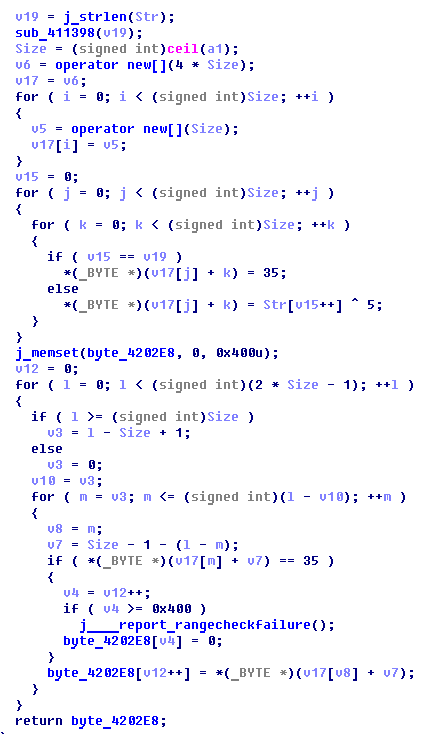 v19 = j_strlen(Str);
sub_411398(v19);
Size = (signed int)ceil(a1);
v6 = operator new[](4 * Size);
v17 = v6;
for ( i = 0; i < (signed int)Size; ++i )
{
v5 = operator new[](Size);
v17[i] = v5;
}
v15 = 0;
for ( j = 0; j < (signed int)Size; ++j )
{
for ( k = 0; k < (signed int)Size; ++k )
{
if ( v15 == v19 )
*(_BYTE *)(v17[j] + k) = 35;
else
*(_BYTE *)(v17[j] + k) = Str[v15++] ^ 5;
}
}
j_memset(byte_4202E8, 0, 0x400u);
v12 = 0;
for ( l = 0; l < (signed int)(2 * Size - 1); ++l )
{
if ( l >= (signed int)Size )
v3 = l - Size + 1;
else
v3 = 0;
v10 = v3;
for ( m = v3; m <= (signed int)(l - v10); ++m )
{
v8 = m;
v7 = Size - 1 - (l - m);
if ( *(_BYTE *)(v17[m] + v7) == 35 )
{
v4 = v12++;
if ( v4 >= 0x400 )
j____report_rangecheckfailure();
byte_4202E8[v4] = 0;
}
byte_4202E8[v12++] = *(_BYTE *)(v17[v8] + v7);
}
}
return byte_4202E8;